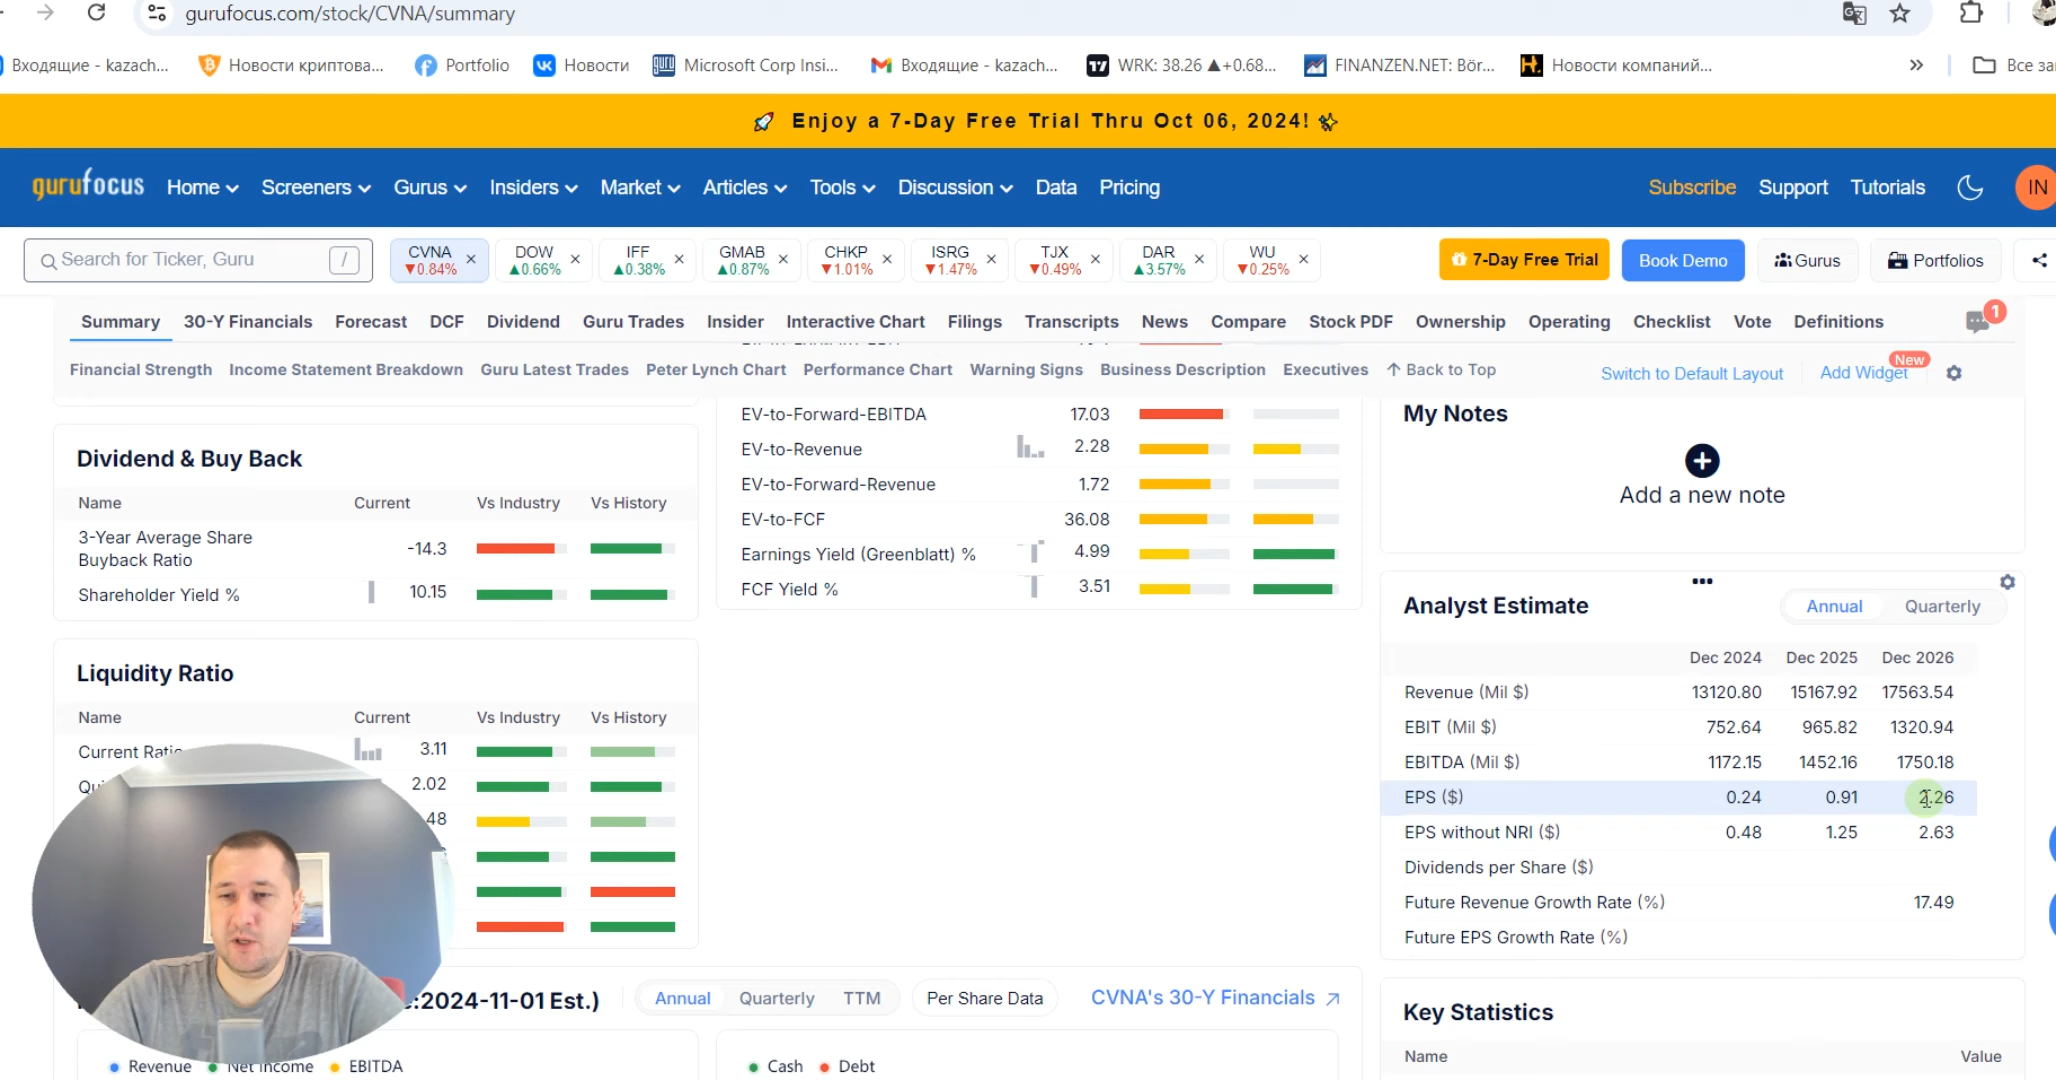 gurufocus.com/stock/CVNA/summary
Входящие - kazach...
Новости криптова...
Portfolio
Новости
Microsoft Corp Insi...
Входящие - kazach...
WRK: 38.26 ▲+0.68...
FINANZEN.NET: Bör...
Новости компаний...
»
Все за
🚀 Enjoy a 7-Day Free Trial Thru Oct 06, 2024! ✨
gurufocus Home Screeners Gurus Insiders Market Articles Tools Discussion Data Pricing Subscribe Support Tutorials IN
Search for Ticker, Guru /
CVNA ▼0.84% ×
DOW ▲0.66% ×
IFF ▲0.38% ×
GMAB ▲0.87% ×
CHKP ▼1.01% ×
ISRG ▼1.47% ×
TJX ▼0.49% ×
DAR ▲3.57% ×
WU ▼0.25% ×
7-Day Free Trial Book Demo Gurus Portfolios
Summary 30-Y Financials Forecast DCF Dividend Guru Trades Insider Interactive Chart Filings Transcripts News Compare Stock PDF Ownership Operating Checklist Vote Definitions 1
Financial Strength Income Statement Breakdown Guru Latest Trades Peter Lynch Chart Performance Chart Warning Signs Business Description Executives Back to Top Switch to Default Layout Add Widget New
Dividend & Buy Back
Name Current Vs Industry Vs History
3-Year Average Share
Buyback Ratio -14.3
Shareholder Yield % 10.15
Liquidity Ratio
Name Current Vs Industry Vs History
Current Ratio 3.11
Qu 2.02
.48
EV-to-Forward-EBITDA 17.03
EV-to-Revenue 2.28
EV-to-Forward-Revenue 1.72
EV-to-FCF 36.08
Earnings Yield (Greenblatt) % 4.99
FCF Yield % 3.51
My Notes
Add a new note
Analyst Estimate Annual Quarterly
Dec 2024 Dec 2025 Dec 2026
Revenue (Mil $) 13120.80 15167.92 17563.54
EBIT (Mil $) 752.64 965.82 1320.94
EBITDA (Mil $) 1172.15 1452.16 1750.18
EPS ($) 0.24 0.91 2.26
EPS without NRI ($) 0.48 1.25 2.63
Dividends per Share ($)
Future Revenue Growth Rate (%) 17.49
Future EPS Growth Rate (%)
:2024-11-01 Est.) Annual Quarterly TTM Per Share Data CVNA's 30-Y Financials
Revenue Net Income EBITDA
Cash Debt
Key Statistics
Name Value